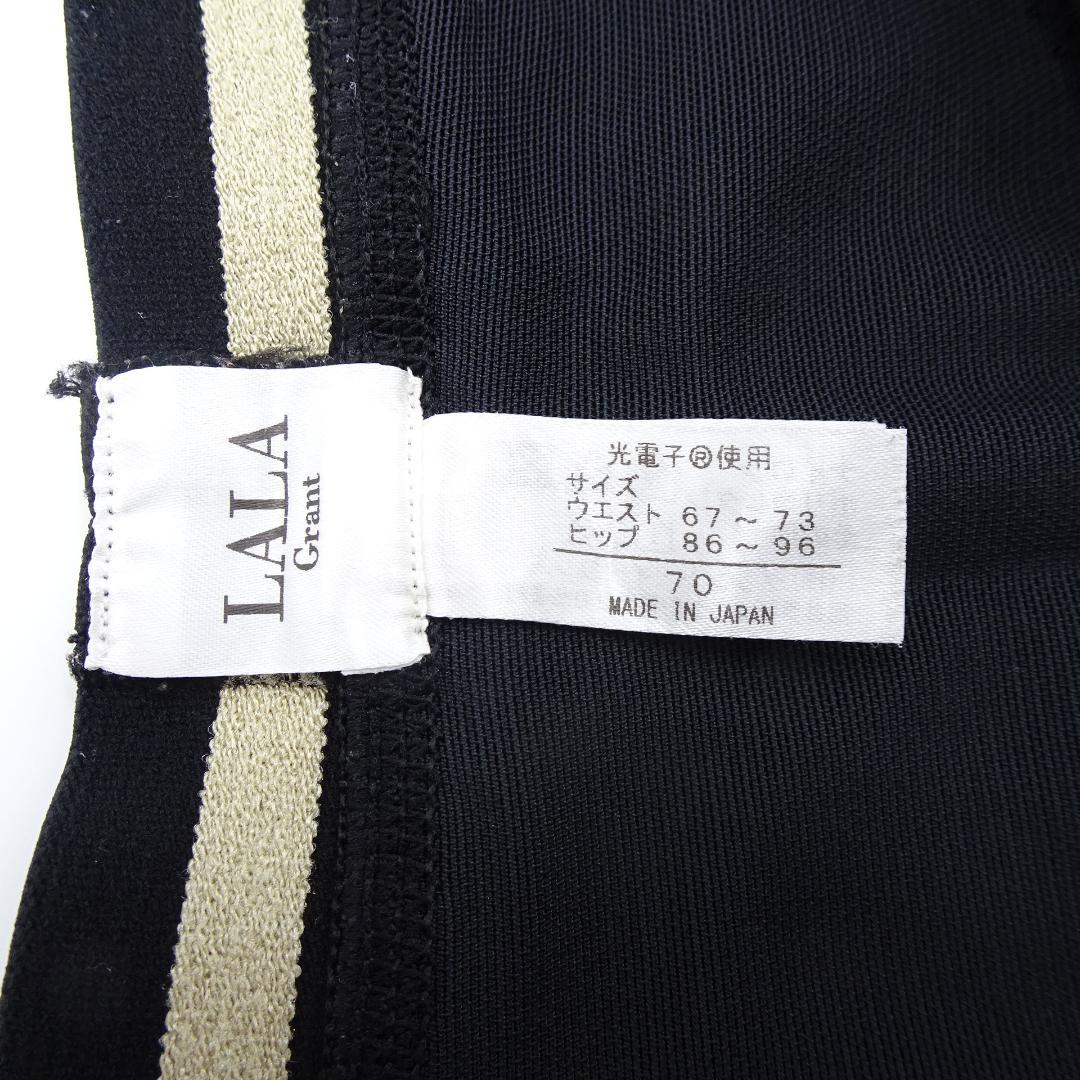 LALA
Grant
光電子®使用
サイズ
ウエスト 67～73
ヒップ 86～96
70
MADE IN JAPAN